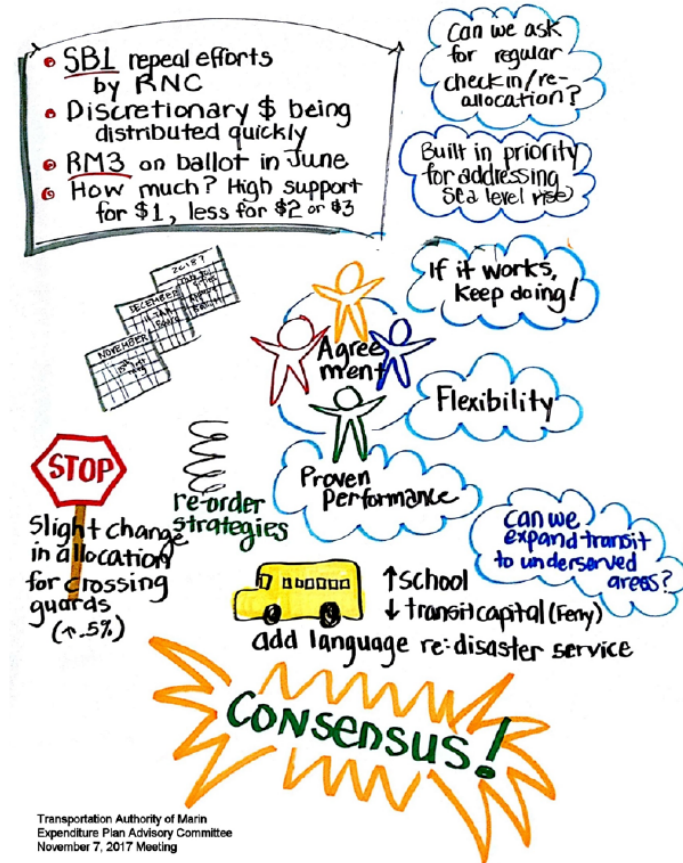 • SB1 repeal efforts
by RNC
• Discretionary $ being
distributed quickly
• RM3 on ballot in June
• How much? High support
for $1, less for $2 or $3
Can we ask
for regular
check in/re-
allocation?
Built in priority
for addressing
sea level rise
If it works,
keep doing!
2018?
DECEMBER
11 TAM
BOARD
NOVEMBER
Agree
ment
Flexibility
Proven
Performance
STOP
slight change
in allocation
for crossing
guards
(↑.5%)
re-order
strategies
can we
expand transit
to underserved
areas?
↑school
↓ transit capital (Ferry)
add language re: disaster service
Consensus!
Transportation Authority of Marin
Expenditure Plan Advisory Committee
November 7, 2017 Meeting